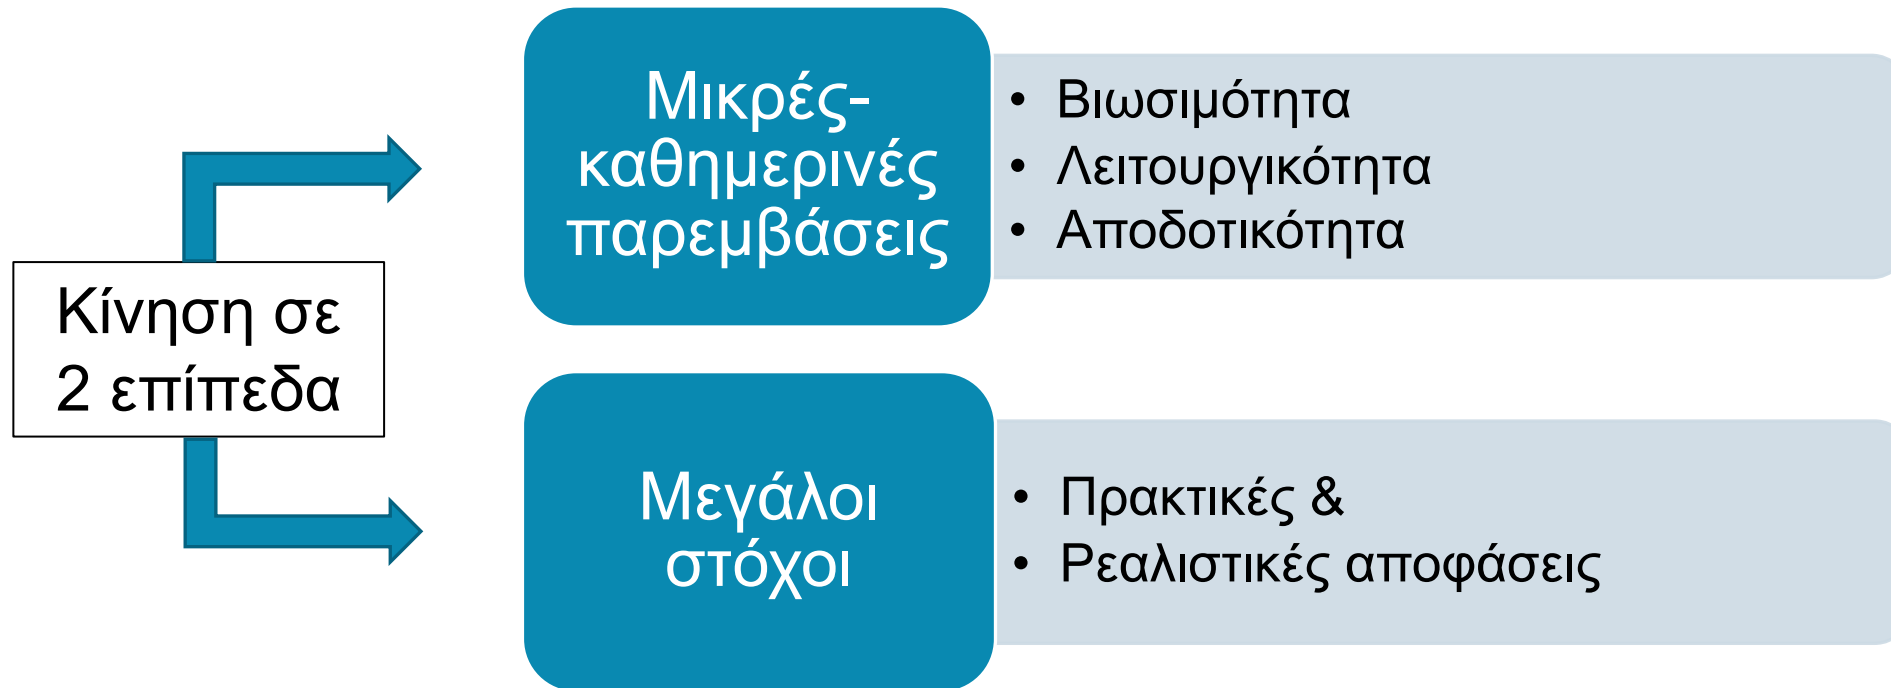 Κίνηση σε
2 επίπεδα
Μικρές-
καθημερινές
παρεμβάσεις
• Βιωσιμότητα
• Λειτουργικότητα
• Αποδοτικότητα
Μεγάλοι
στόχοι
• Πρακτικές &
• Ρεαλιστικές αποφάσεις